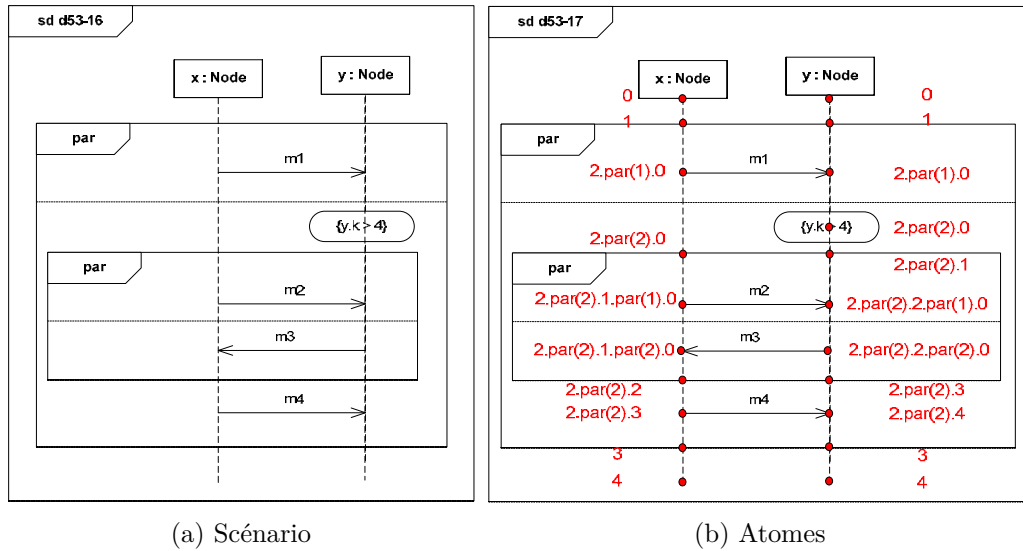 sd d53-16
x : Node
y : Node
par
m1
{y.k > 4}
par
m2
m3
m4
(a) Scénario
sd d53-17
x : Node
y : Node
0
0
1
1
par
m1
2.par(1).0
2.par(1).0
{y.k > 4}
2.par(2).0
2.par(2).0
par
2.par(2).1
m2
2.par(2).1.par(1).0
2.par(2).2.par(1).0
m3
2.par(2).1.par(2).0
2.par(2).2.par(2).0
2.par(2).2
2.par(2).3
m4
2.par(2).3
2.par(2).4
3
3
4
4
(b) Atomes